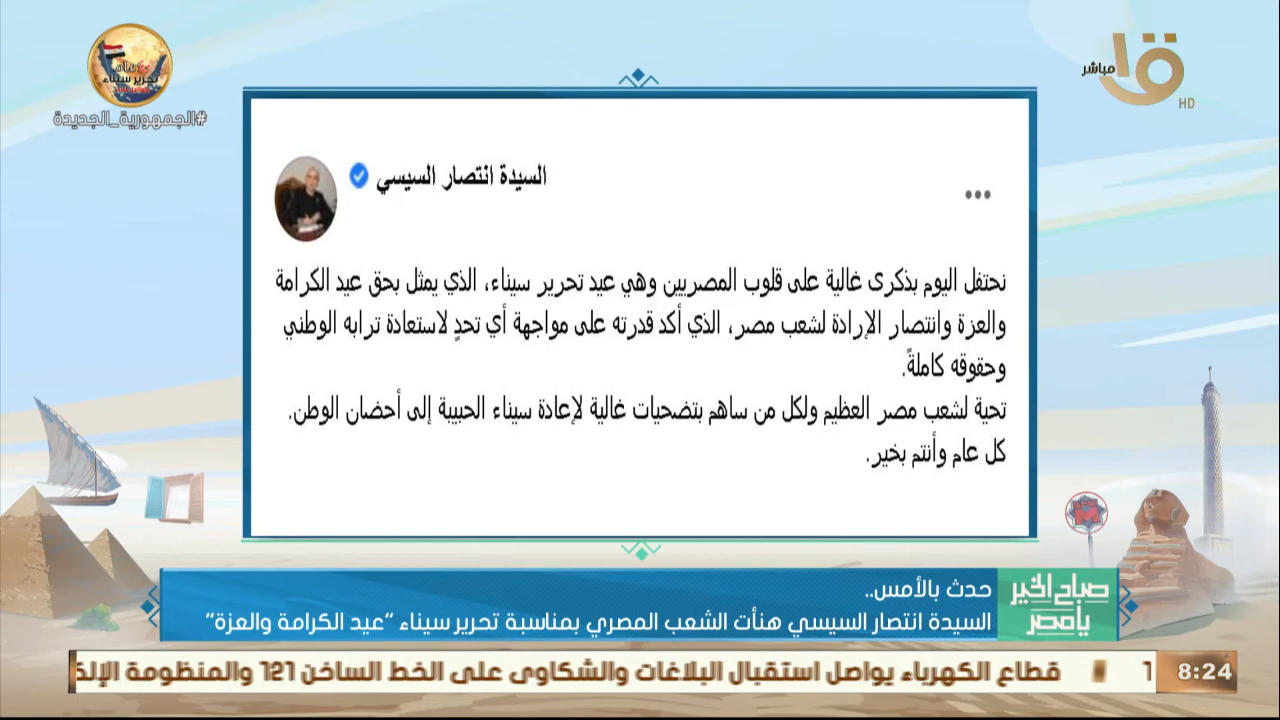 عام
تحرير سيناء
#الجمهورية_الجديدة
مباشر
HD
السيدة انتصار السيسي
نحتفل اليوم بذكرى غالية على قلوب المصريين وهي عيد تحرير سيناء، الذي يمثل بحق عيد الكرامة
والعزة وانتصار الإرادة لشعب مصر، الذي أكد قدرته على مواجهة أي تحدٍ لاستعادة ترابه الوطني
وحقوقه كاملةً.
تحية لشعب مصر العظيم ولكل من ساهم بتضحيات غالية لإعادة سيناء الحبيبة إلى أحضان الوطن.
كل عام وأنتم بخير.
صباح الخير
يا مصر
حدث بالأمس..
السيدة انتصار السيسي هنأت الشعب المصري بمناسبة تحرير سيناء "عيد الكرامة والعزة"
قطاع الكهرباء يواصل استقبال البلاغات والشكاوى على الخط الساخن 121 والمنظومة
8:24